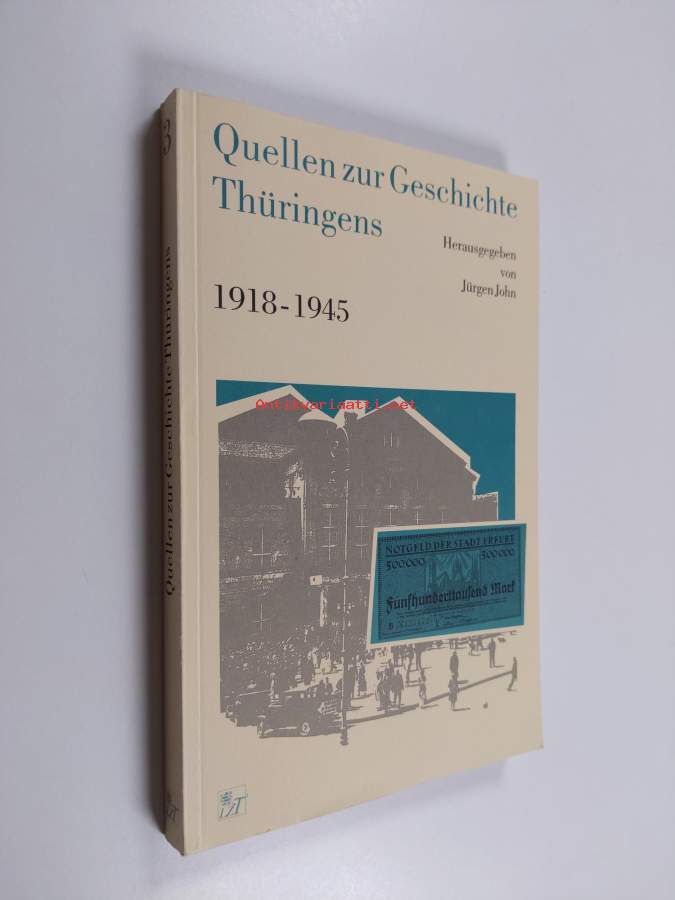 3
Quellen zur Geschichte Thüringens
Quellen zur Geschichte
Thüringens
Herausgegeben
von
Jürgen John
1918-1945
Antikvariaatti.net
NOTGELD DER STADT ERFURT
500000 500000
Fünfhunderttausend Mark